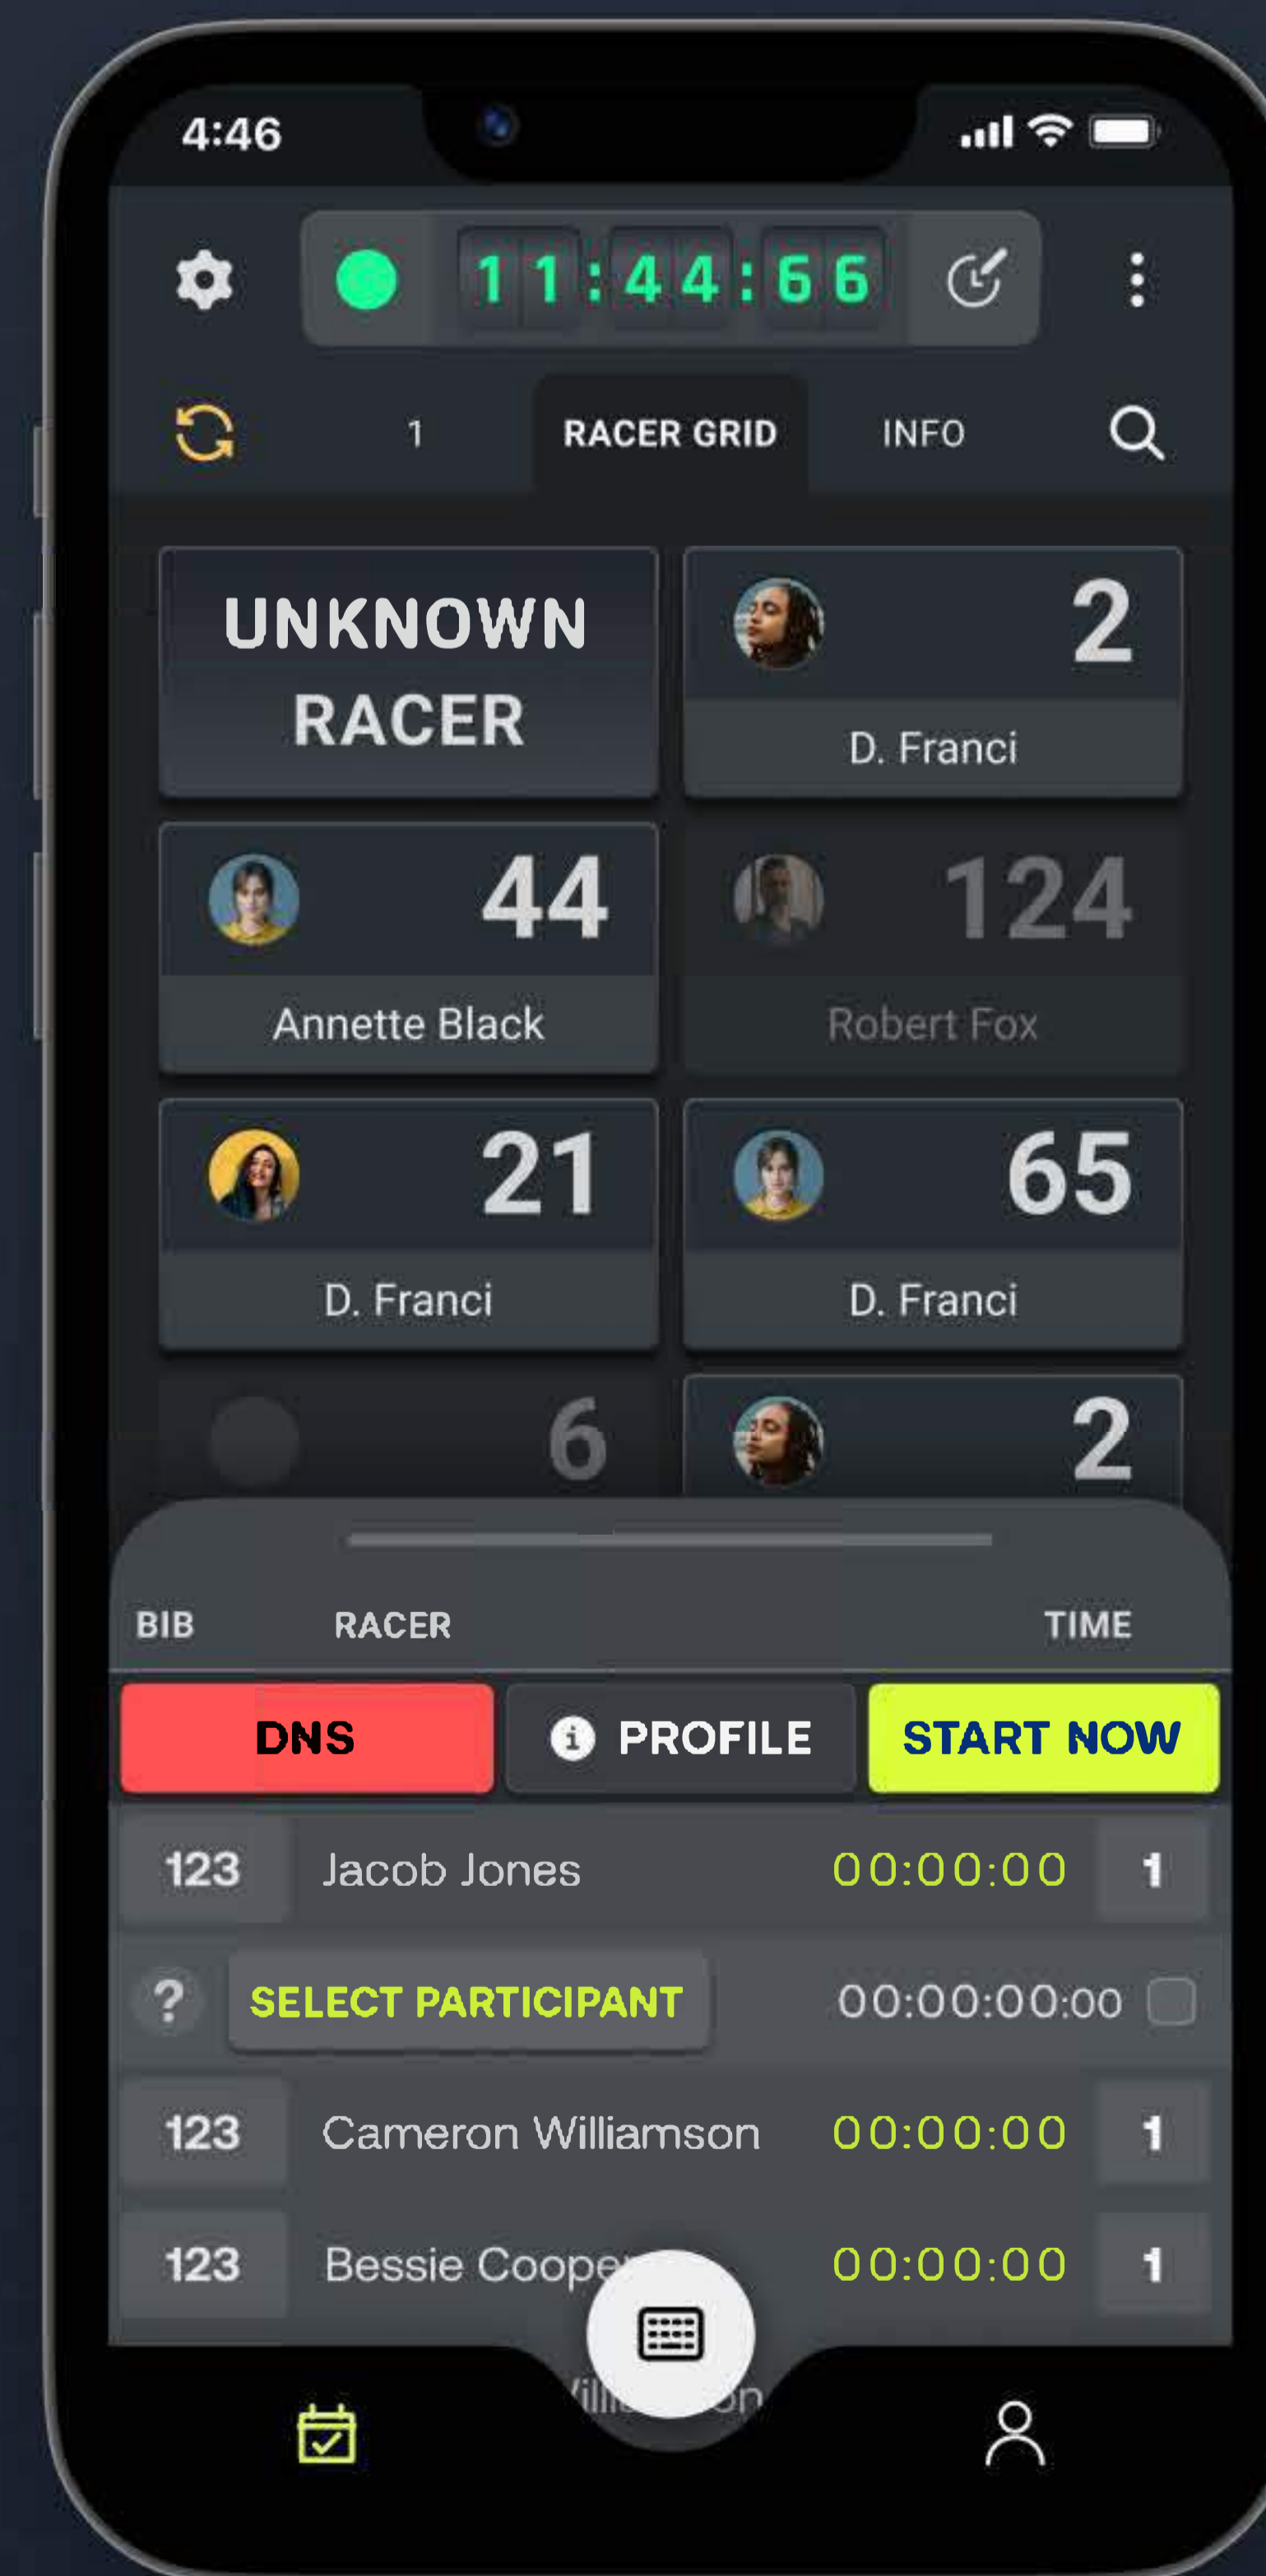 4:46
11:44:66
1 RACER GRID INFO
UNKNOWN
RACER
2
D. Franci
44
Annette Black
124
Robert Fox
21
D. Franci
65
D. Franci
6
2
BIB RACER TIME
DNS PROFILE START NOW
123 Jacob Jones 00:00:00 1
? SELECT PARTICIPANT 00:00:00:00
123 Cameron Williamson 00:00:00 1
123 Bessie Coope 00:00:00 1